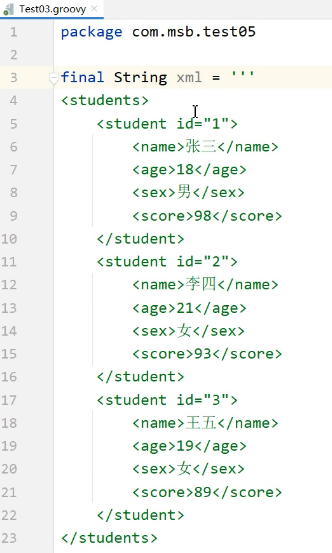 Test03.groovy
1 package com.msb.test05
2
3 final String xml = '''
4 <students>
5     <student id="1">
6         <name>张三</name>
7         <age>18</age>
8         <sex>男</sex>
9         <score>98</score>
10     </student>
11     <student id="2">
12         <name>李四</name>
13         <age>21</age>
14         <sex>女</sex>
15         <score>93</score>
16     </student>
17     <student id="3">
18         <name>王五</name>
19         <age>19</age>
20         <sex>女</sex>
21         <score>89</score>
22     </student>
23 </students>